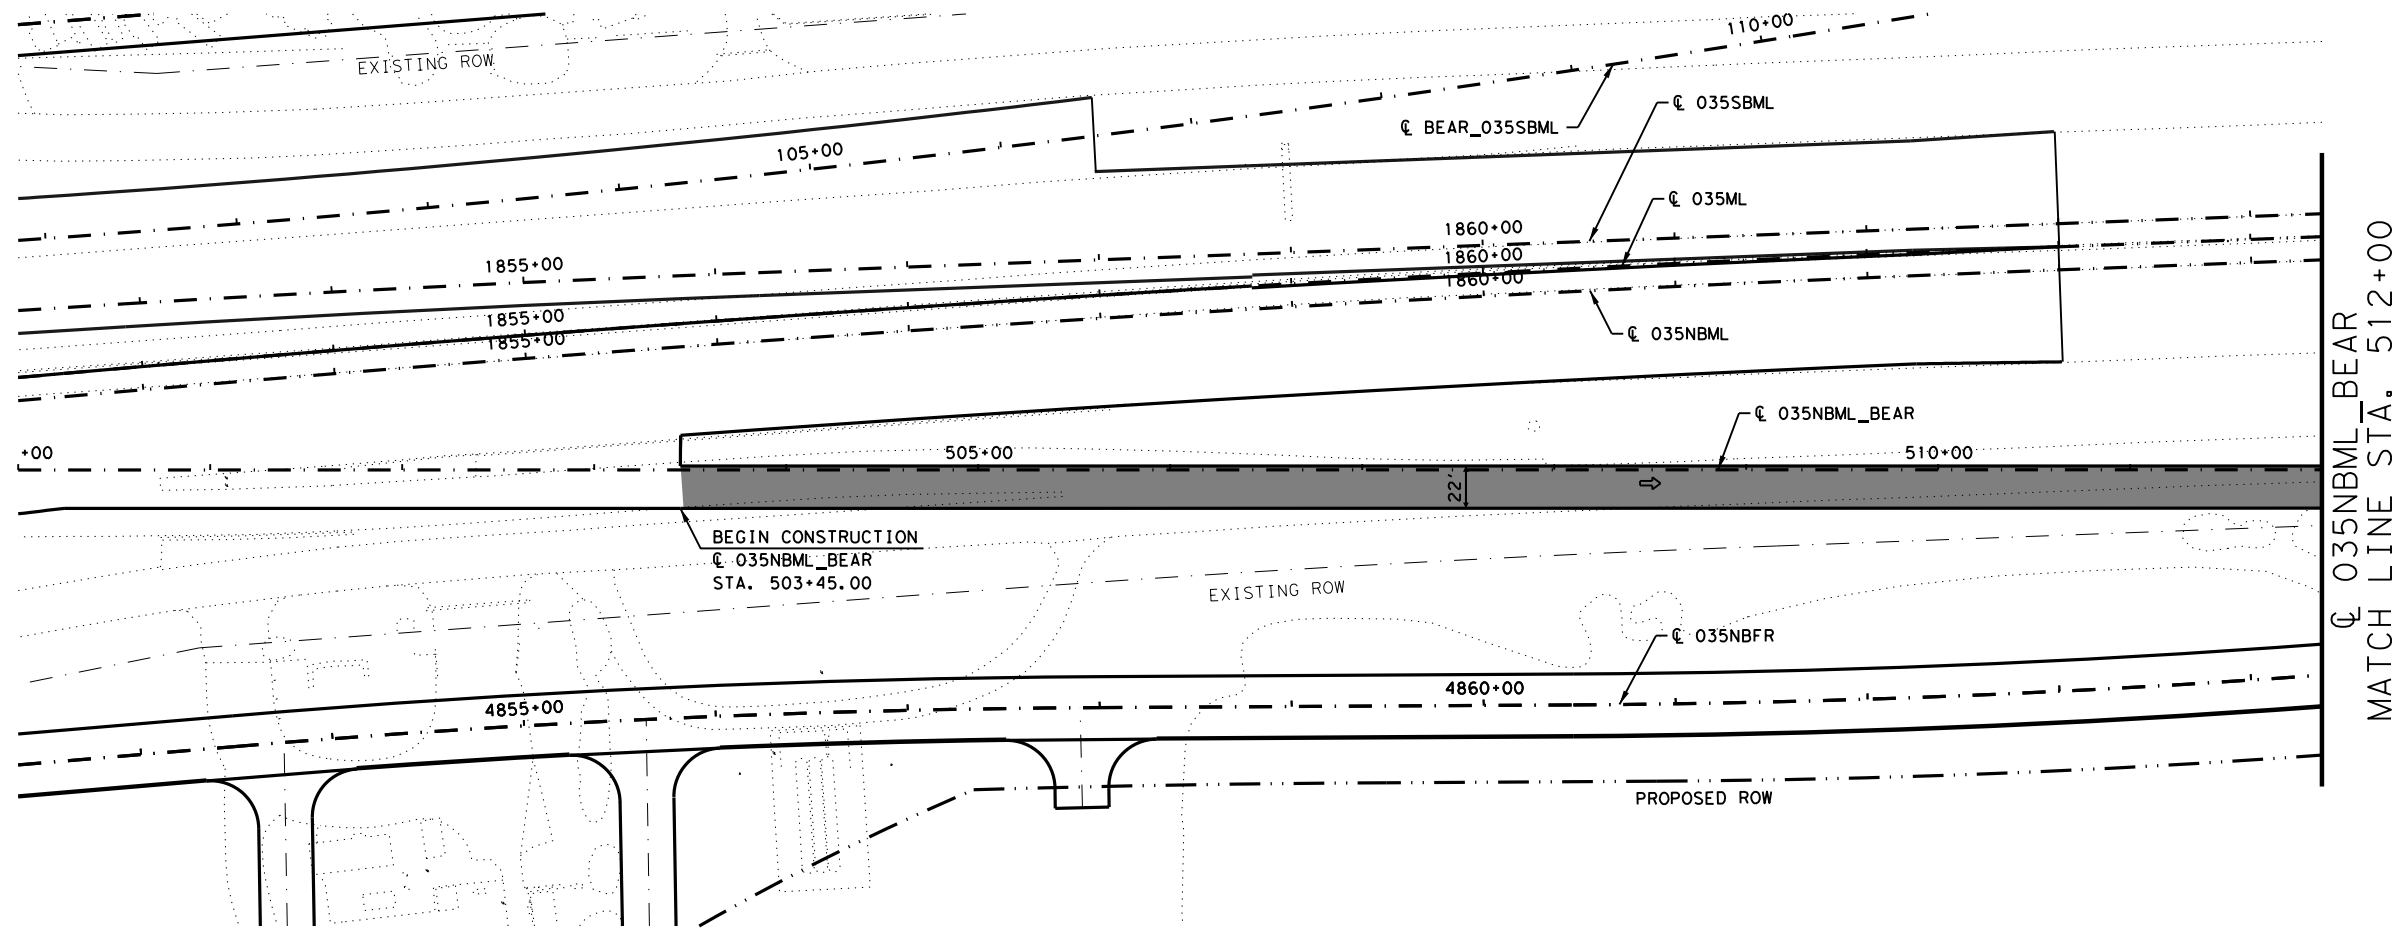 110+00
EXISTING ROW
℄ 035SBML
℄ BEAR_035SBML
105+00
℄ 035ML
1860+00
1855+00
1860+00
1860+00
1855+00
1855+00
℄ 035NBML
℄ 035NBML_BEAR
+00
505+00
510+00
22'
BEGIN CONSTRUCTION
℄ 035NBML_BEAR
STA. 503+45.00
EXISTING ROW
℄ 035NBFR
4860+00
4855+00
PROPOSED ROW
℄ 035NBML_BEAR
MATCH LINE STA. 512+00